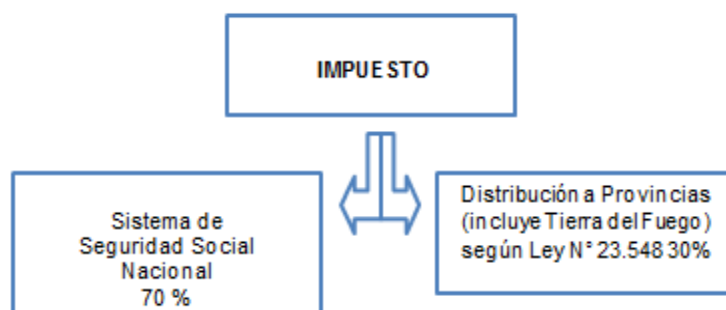 IMPUESTO
Sistema de
Seguridad Social
Nacional
70 %
Distribución a Provincias
(incluye Tierra del Fuego)
según Ley N° 23.548 30%